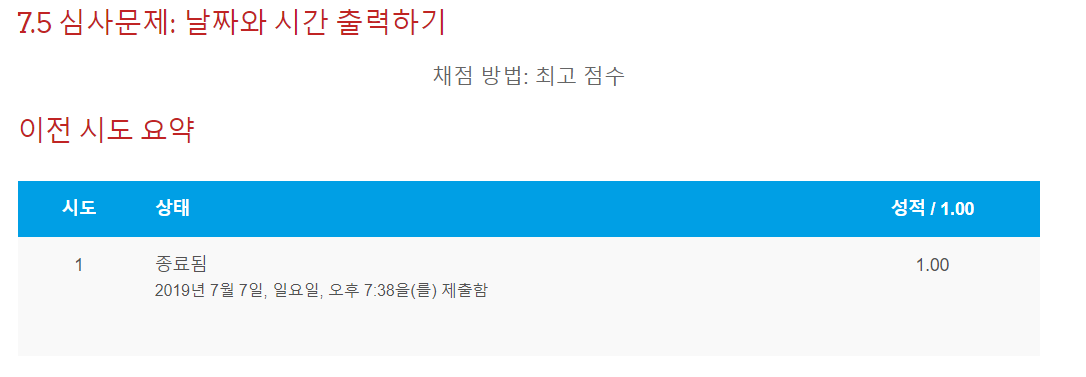 7.5 심사문제: 날짜와 시간 출력하기
채점 방법: 최고 점수
이전 시도 요약
시도 상태 성적 / 1.00
1 종료됨 1.00
2019년 7월 7일, 일요일, 오후 7:38을(를) 제출함